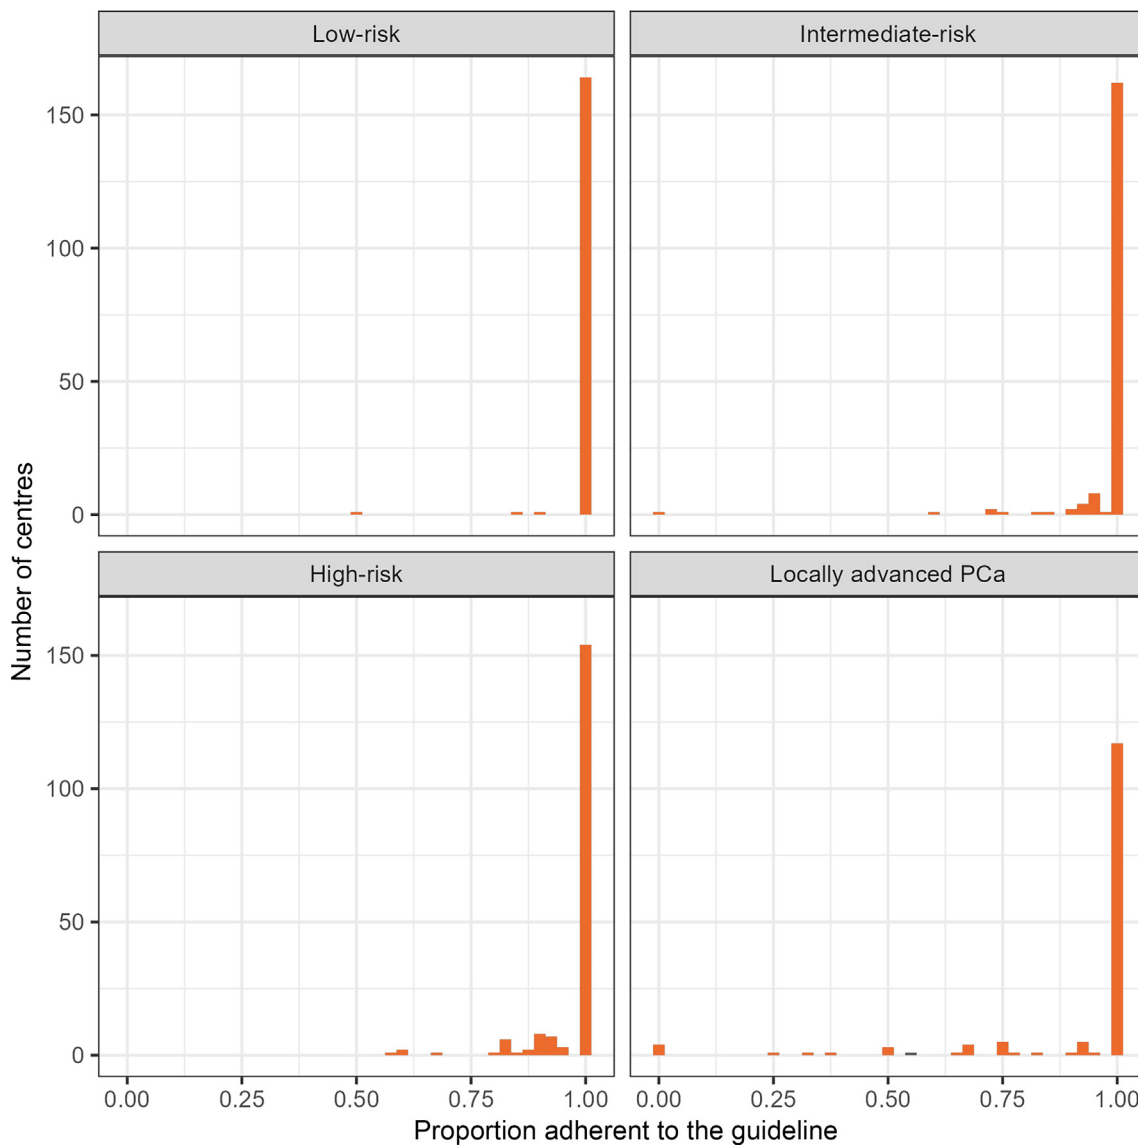 Low-risk
Intermediate-risk
150
100
50
0
High-risk
Locally advanced PCa
150
100
50
0
0.00 0.25 0.50 0.75 1.00 0.00 0.25 0.50 0.75 1.00
Number of centres
Proportion adherent to the guideline